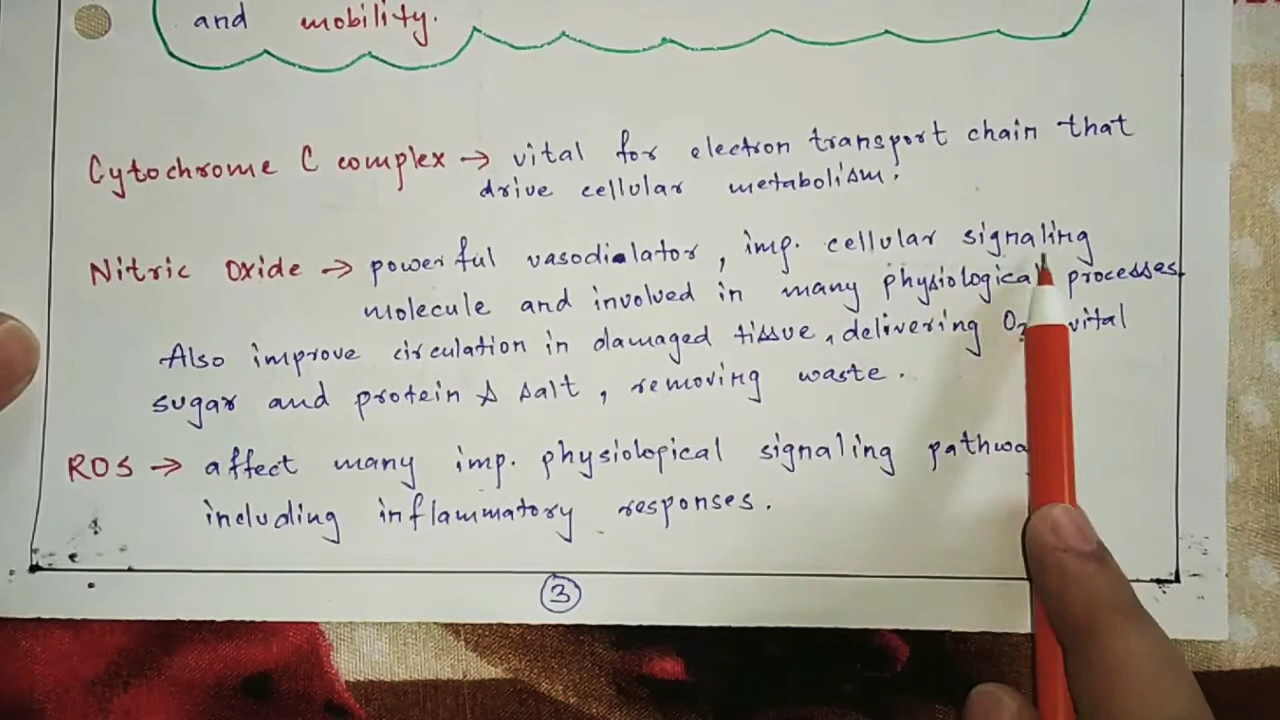 and mobility.
Cytochrome C complex → vital for electron transport chain that
drive cellular metabolism.
Nitric Oxide → powerful vasodialator, imp. cellular signaling
molecule and involved in many physiological processes.
Also improve circulation in damaged tissue, delivering O2 vital
sugar and protein & salt, removing waste.
ROS → affect many imp. physiological signaling
including inflammatory responses.
3